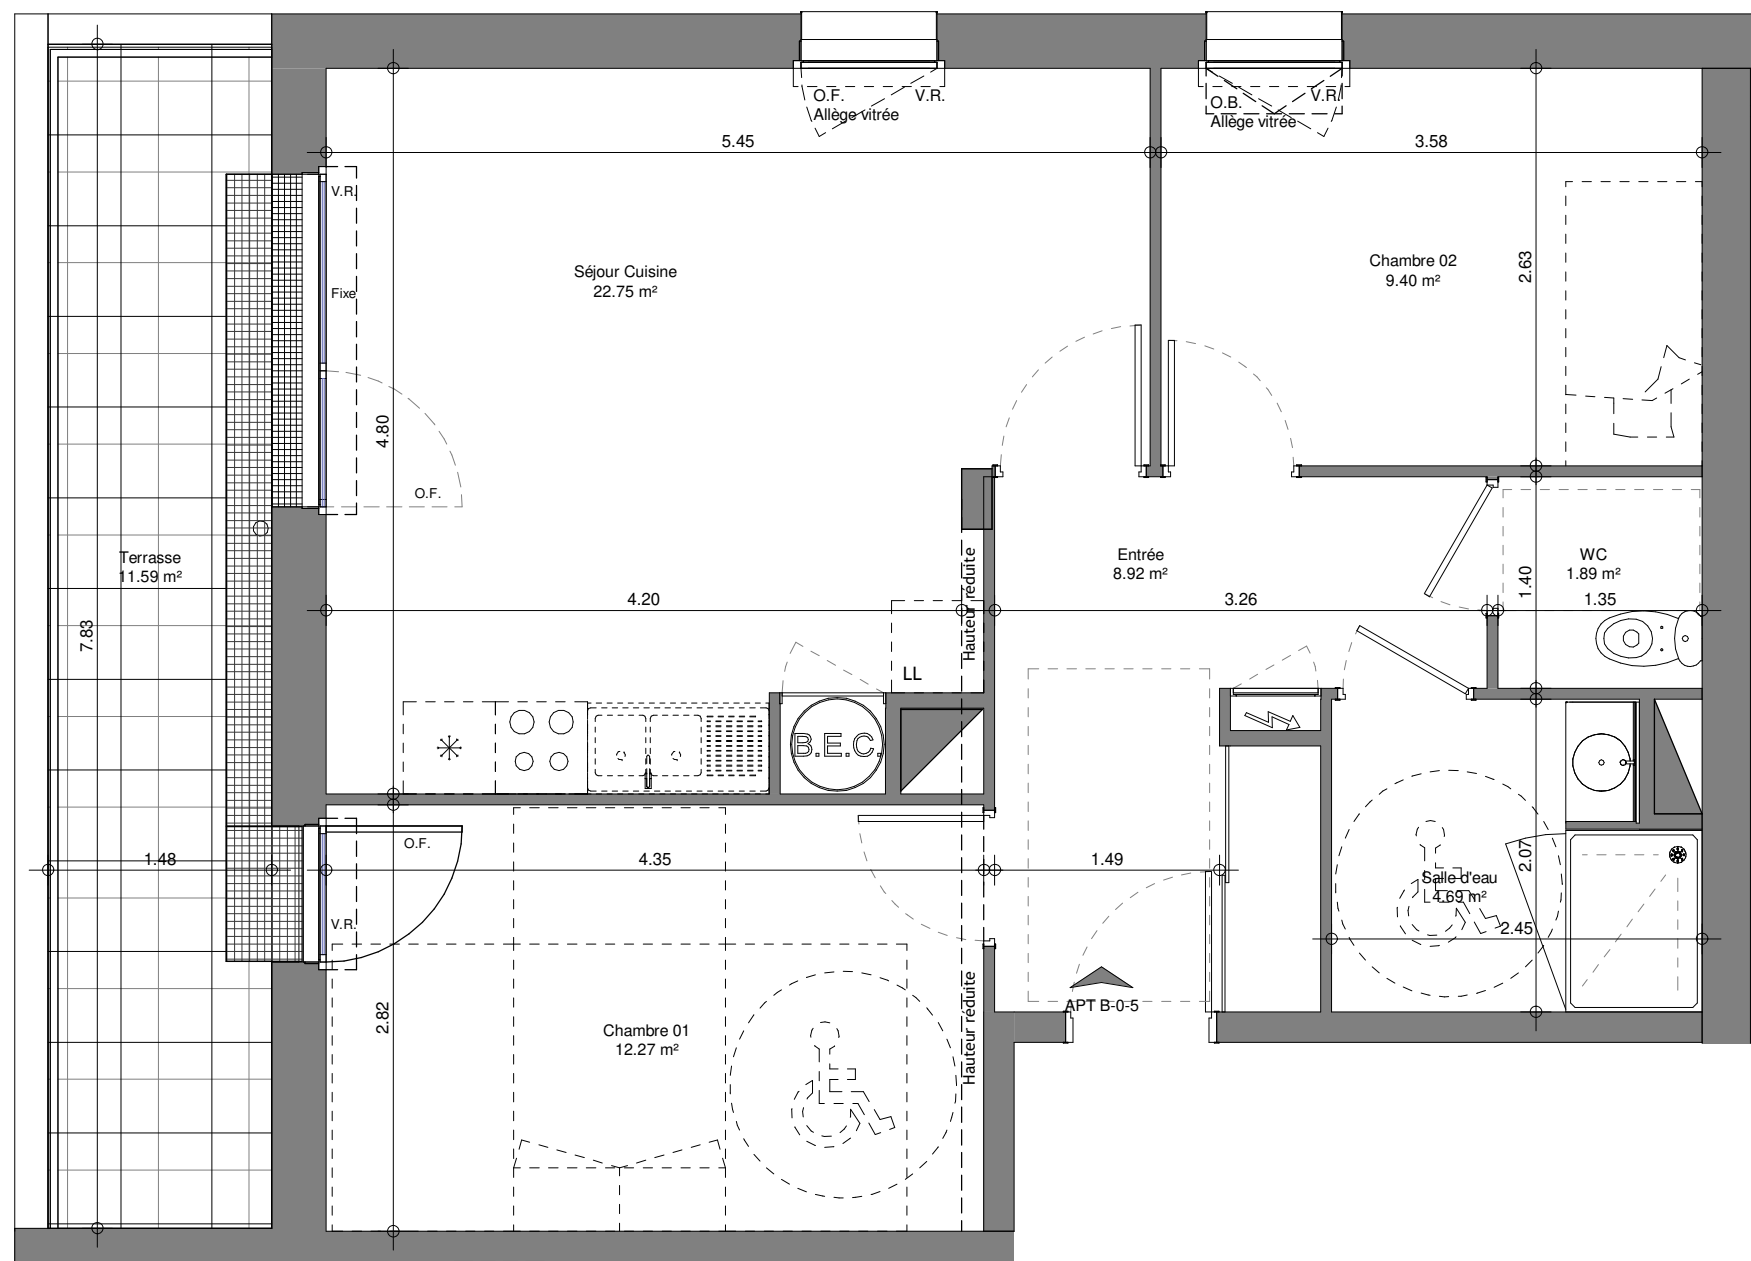 O.F.
V.R.
Allège vitrée
O.B.
V.R.
Allège vitrée
5.45
3.58
V.R.
Séjour Cuisine
22.75 m²
Chambre 02
9.40 m²
2.63
Fixe
4.80
O.F.
Terrasse
11.59 m²
7.83
Hauteur réduite
Entrée
8.92 m²
WC
1.89 m²
1.40
4.20
3.26
1.35
LL
B.E.C.
O.F.
1.48
4.35
1.49
2.07
Salle d'eau
4.69 m²
2.45
V.R.
2.82
Chambre 01
12.27 m²
Hauteur réduite
APT B-0-5